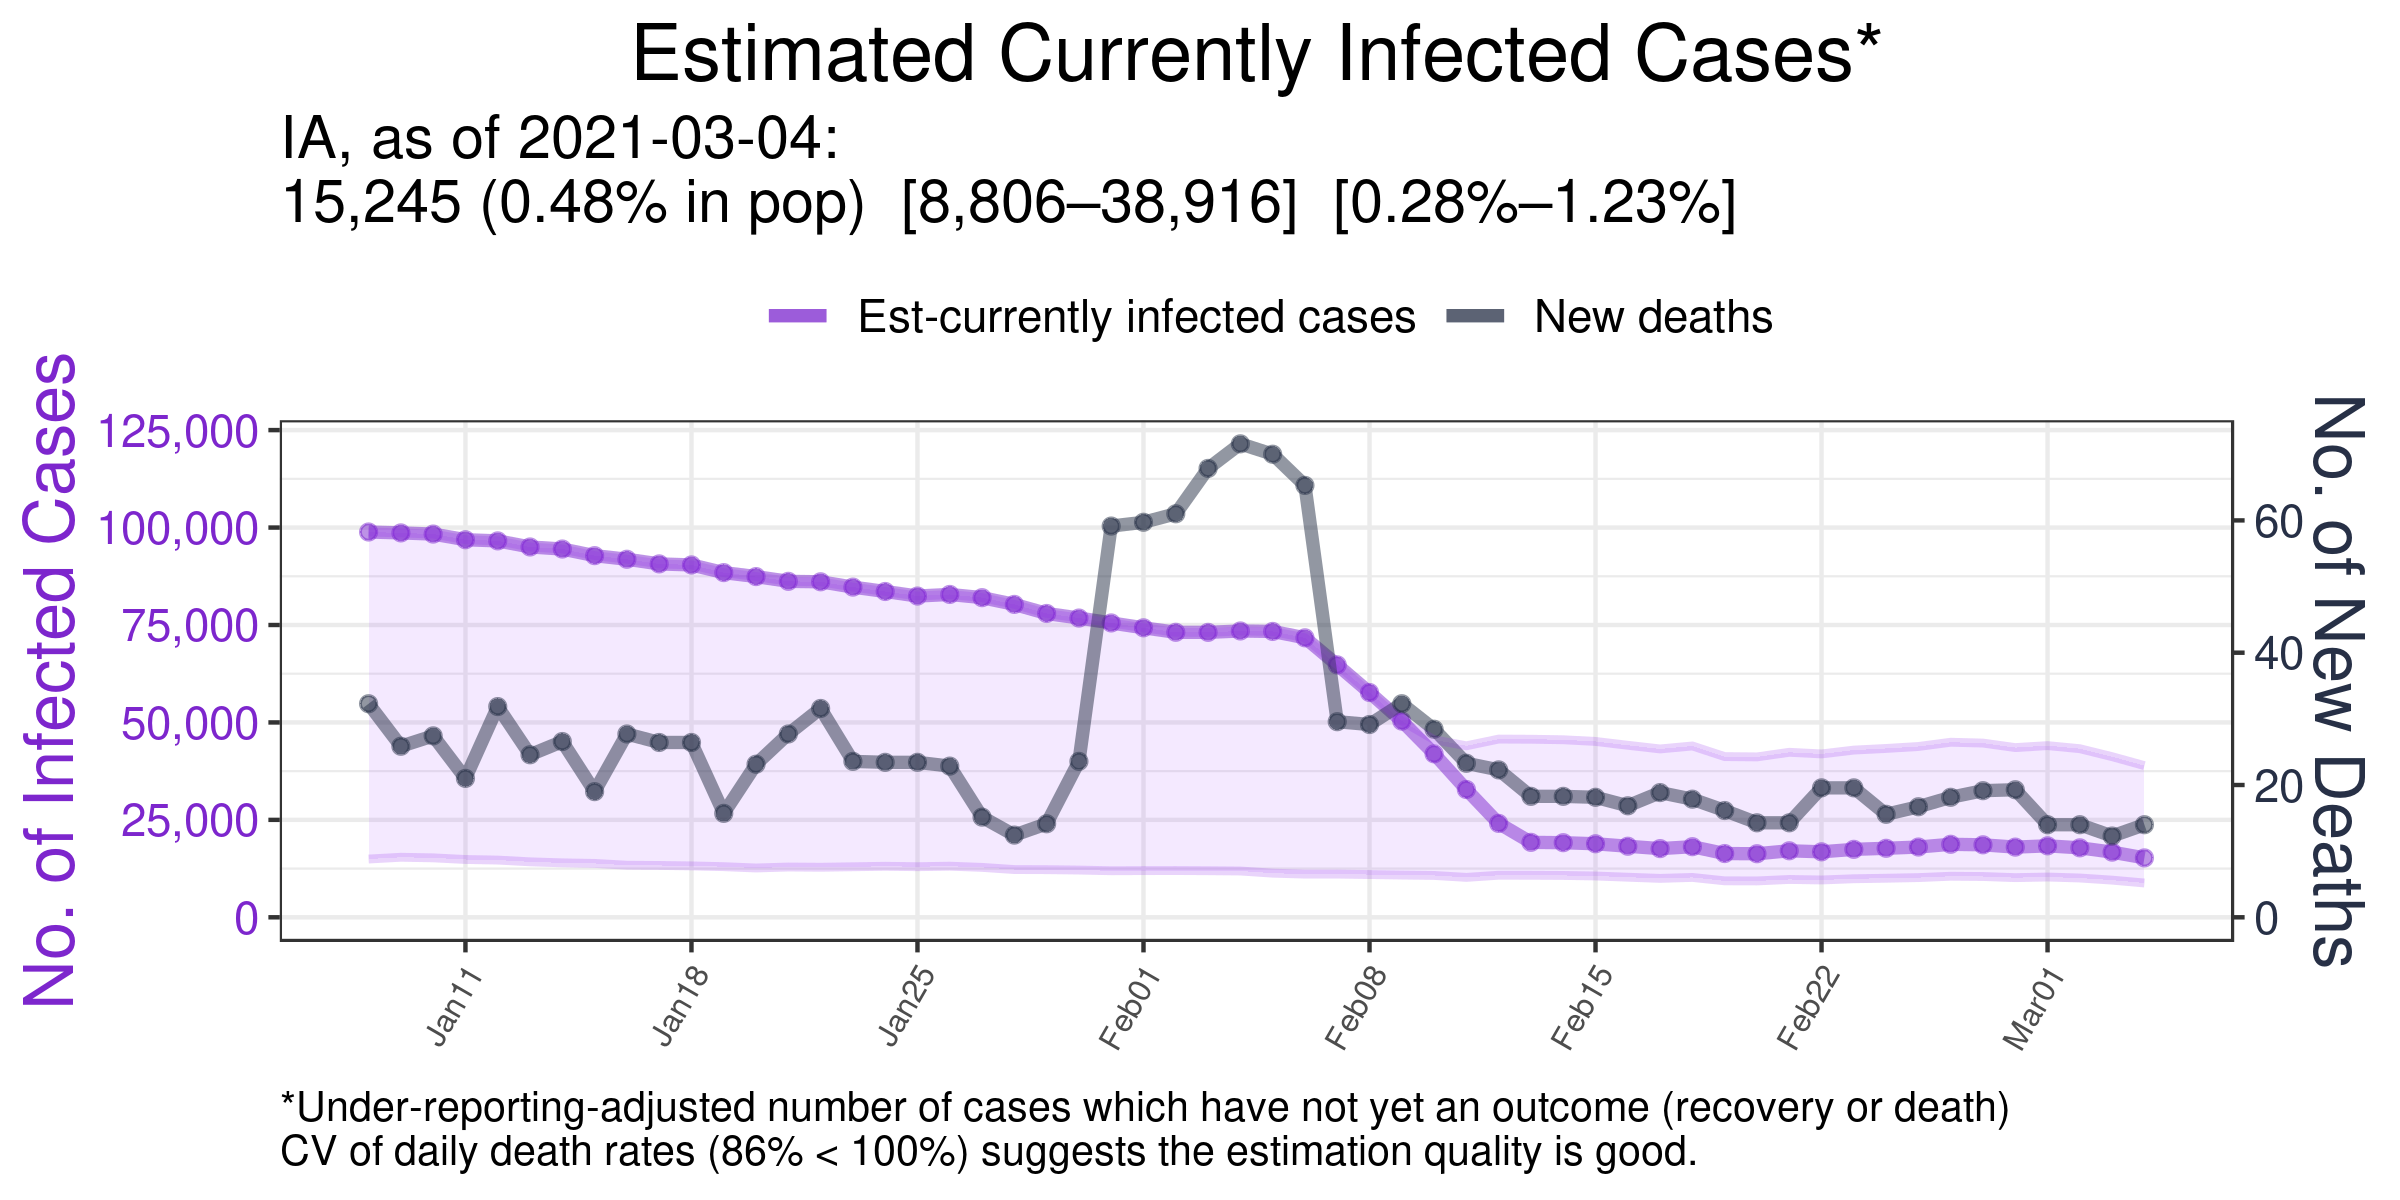 Estimated Currently Infected Cases*
IA, as of 2021-03-04:
15,245 (0.48% in pop) [8,806–38,916] [0.28%–1.23%]
Est-currently infected cases New deaths
No. of Infected Cases
125,000
100,000
75,000
50,000
25,000
0
No. of New Deaths
60
40
20
0
Jan11 Jan18 Jan25 Feb01 Feb08 Feb15 Feb22 Mar01
*Under-reporting-adjusted number of cases which have not yet an outcome (recovery or death)
CV of daily death rates (86% < 100%) suggests the estimation quality is good.